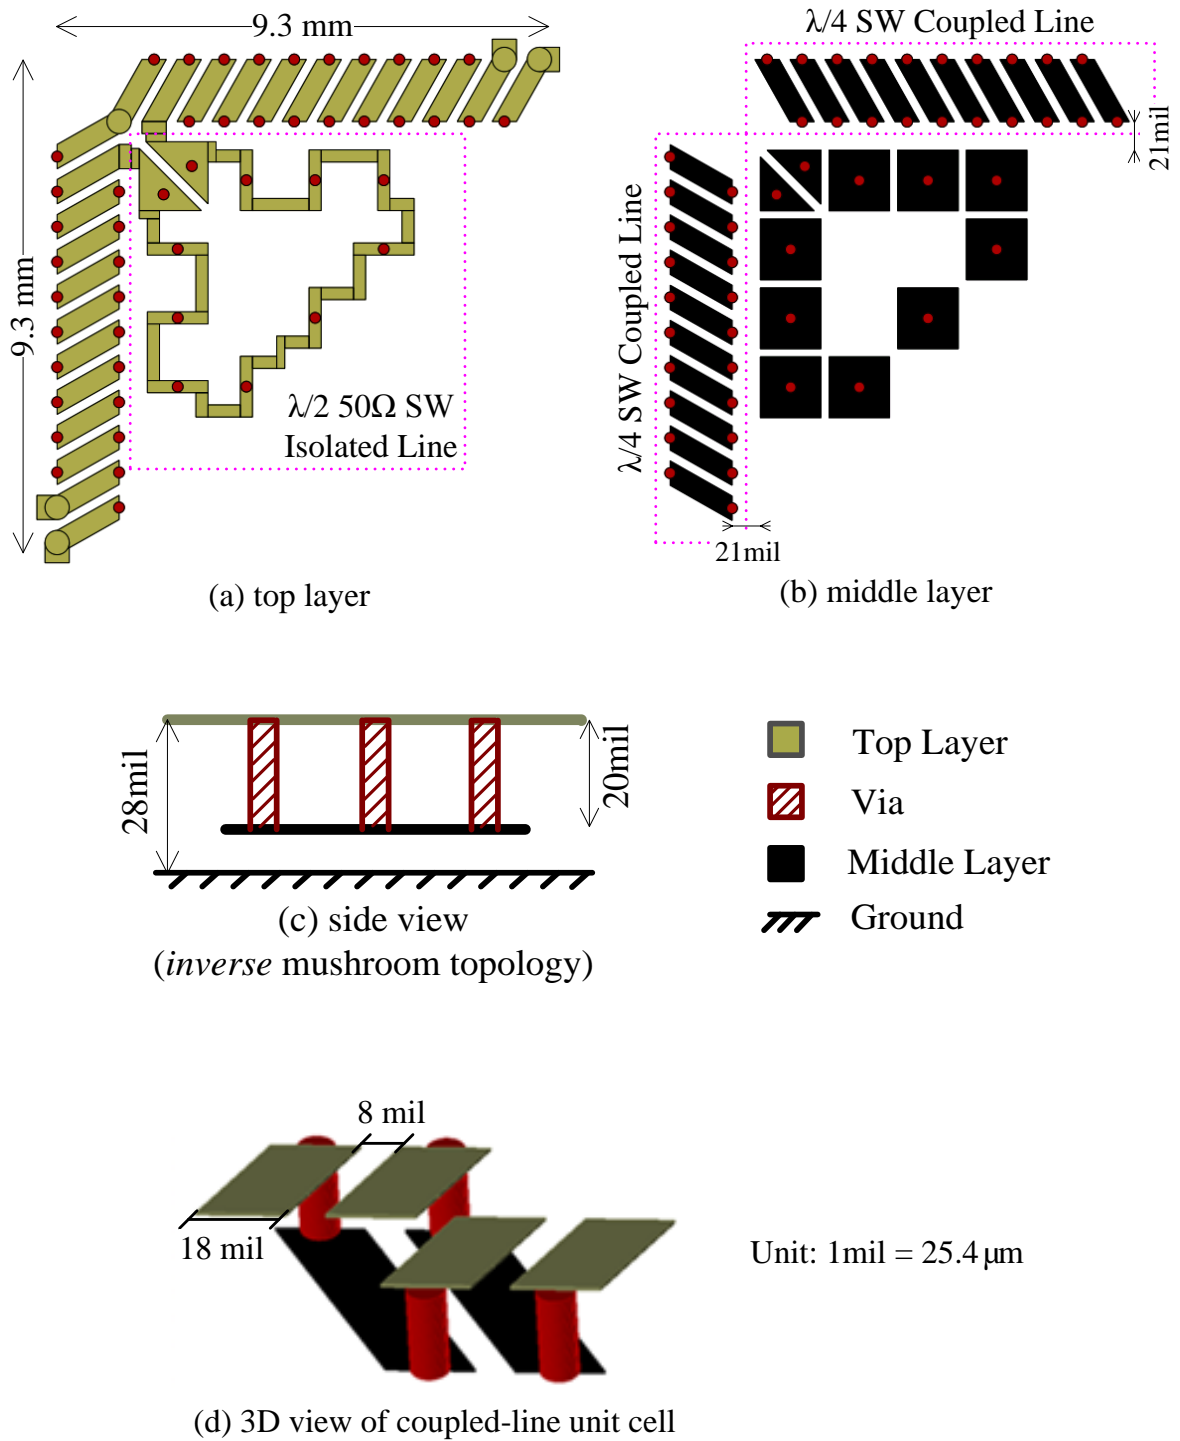 9.3 mm
9.3 mm
λ/2 50Ω SW
Isolated Line
(a) top layer
λ/4 SW Coupled Line
21mil
λ/4 SW Coupled Line
21mil
(b) middle layer
28mil
20mil
(c) side view
(inverse mushroom topology)
Top Layer
Via
Middle Layer
Ground
8 mil
18 mil
Unit: 1mil = 25.4µm
(d) 3D view of coupled-line unit cell